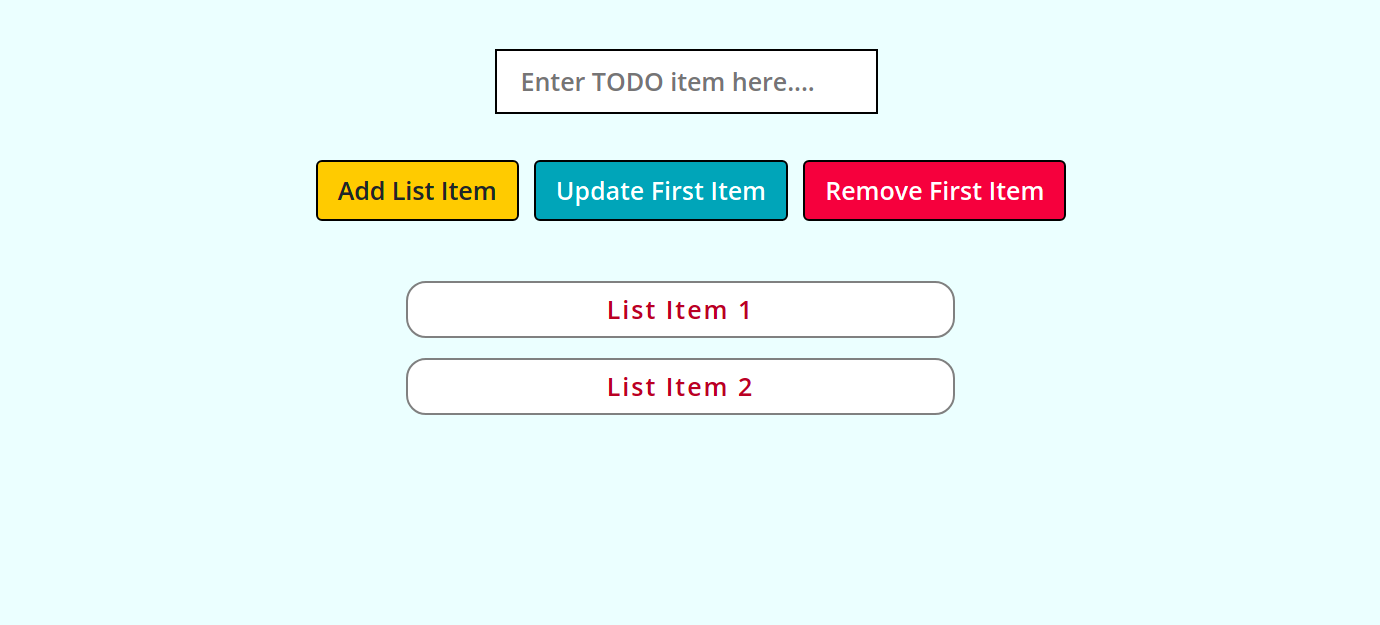 Enter TODO item here....
Add List Item Update First Item Remove First Item
List Item 1
List Item 2